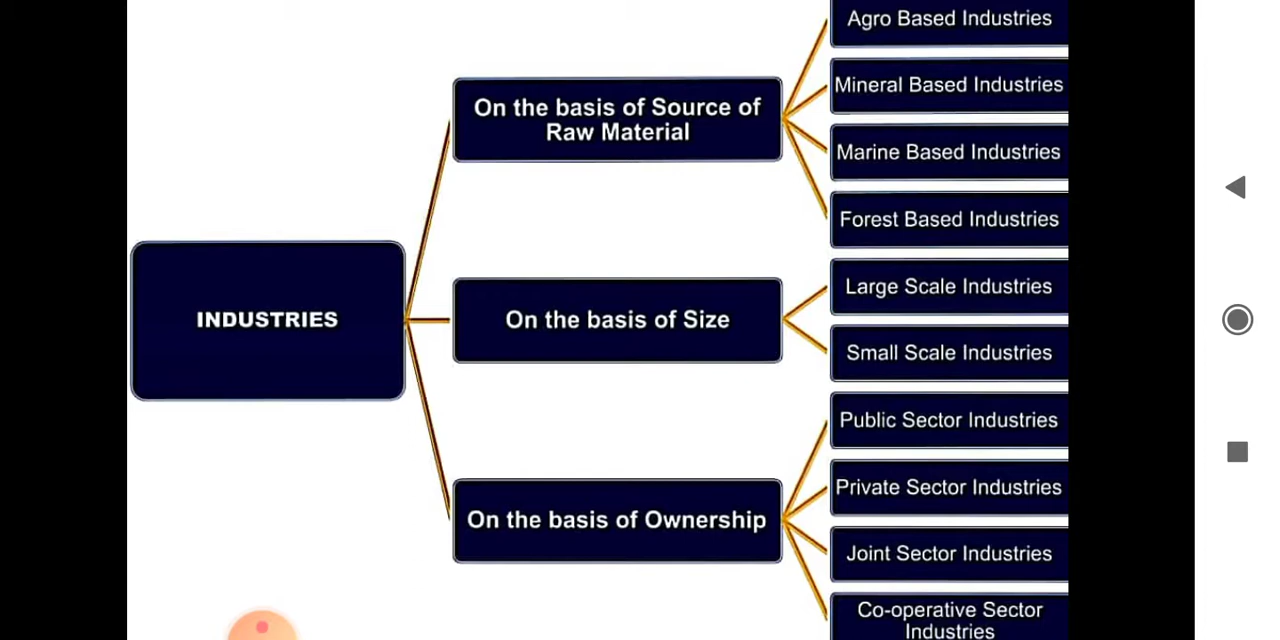 INDUSTRIES
On the basis of Source of
Raw Material
Agro Based Industries
Mineral Based Industries
Marine Based Industries
Forest Based Industries
On the basis of Size
Large Scale Industries
Small Scale Industries
On the basis of Ownership
Public Sector Industries
Private Sector Industries
Joint Sector Industries
Co-operative Sector
Industries